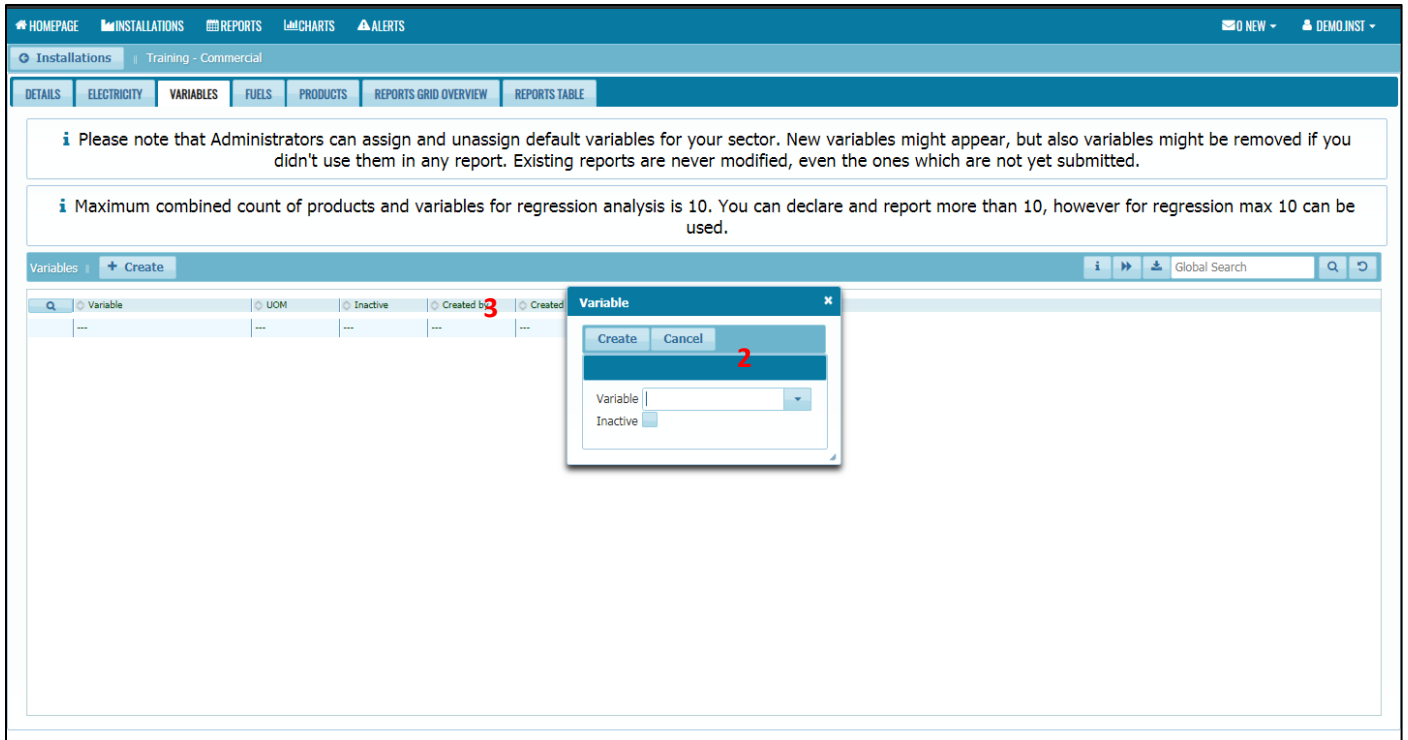 HOMEPAGE INSTALLATIONS REPORTS CHARTS ALERTS 0 NEW DEMO.INST
Installations || Training - Commercial
DETAILS ELECTRICITY VARIABLES FUELS PRODUCTS REPORTS GRID OVERVIEW REPORTS TABLE
i Please note that Administrators can assign and unassign default variables for your sector. New variables might appear, but also variables might be removed if you
didn't use them in any report. Existing reports are never modified, even the ones which are not yet submitted.
i Maximum combined count of products and variables for regression analysis is 10. You can declare and report more than 10, however for regression max 10 can be
used.
Variables || + Create i Global Search
Variable UOM Inactive Created by 3 Created
--- --- --- --- ---
Variable ×
Create Cancel
2
Variable
Inactive